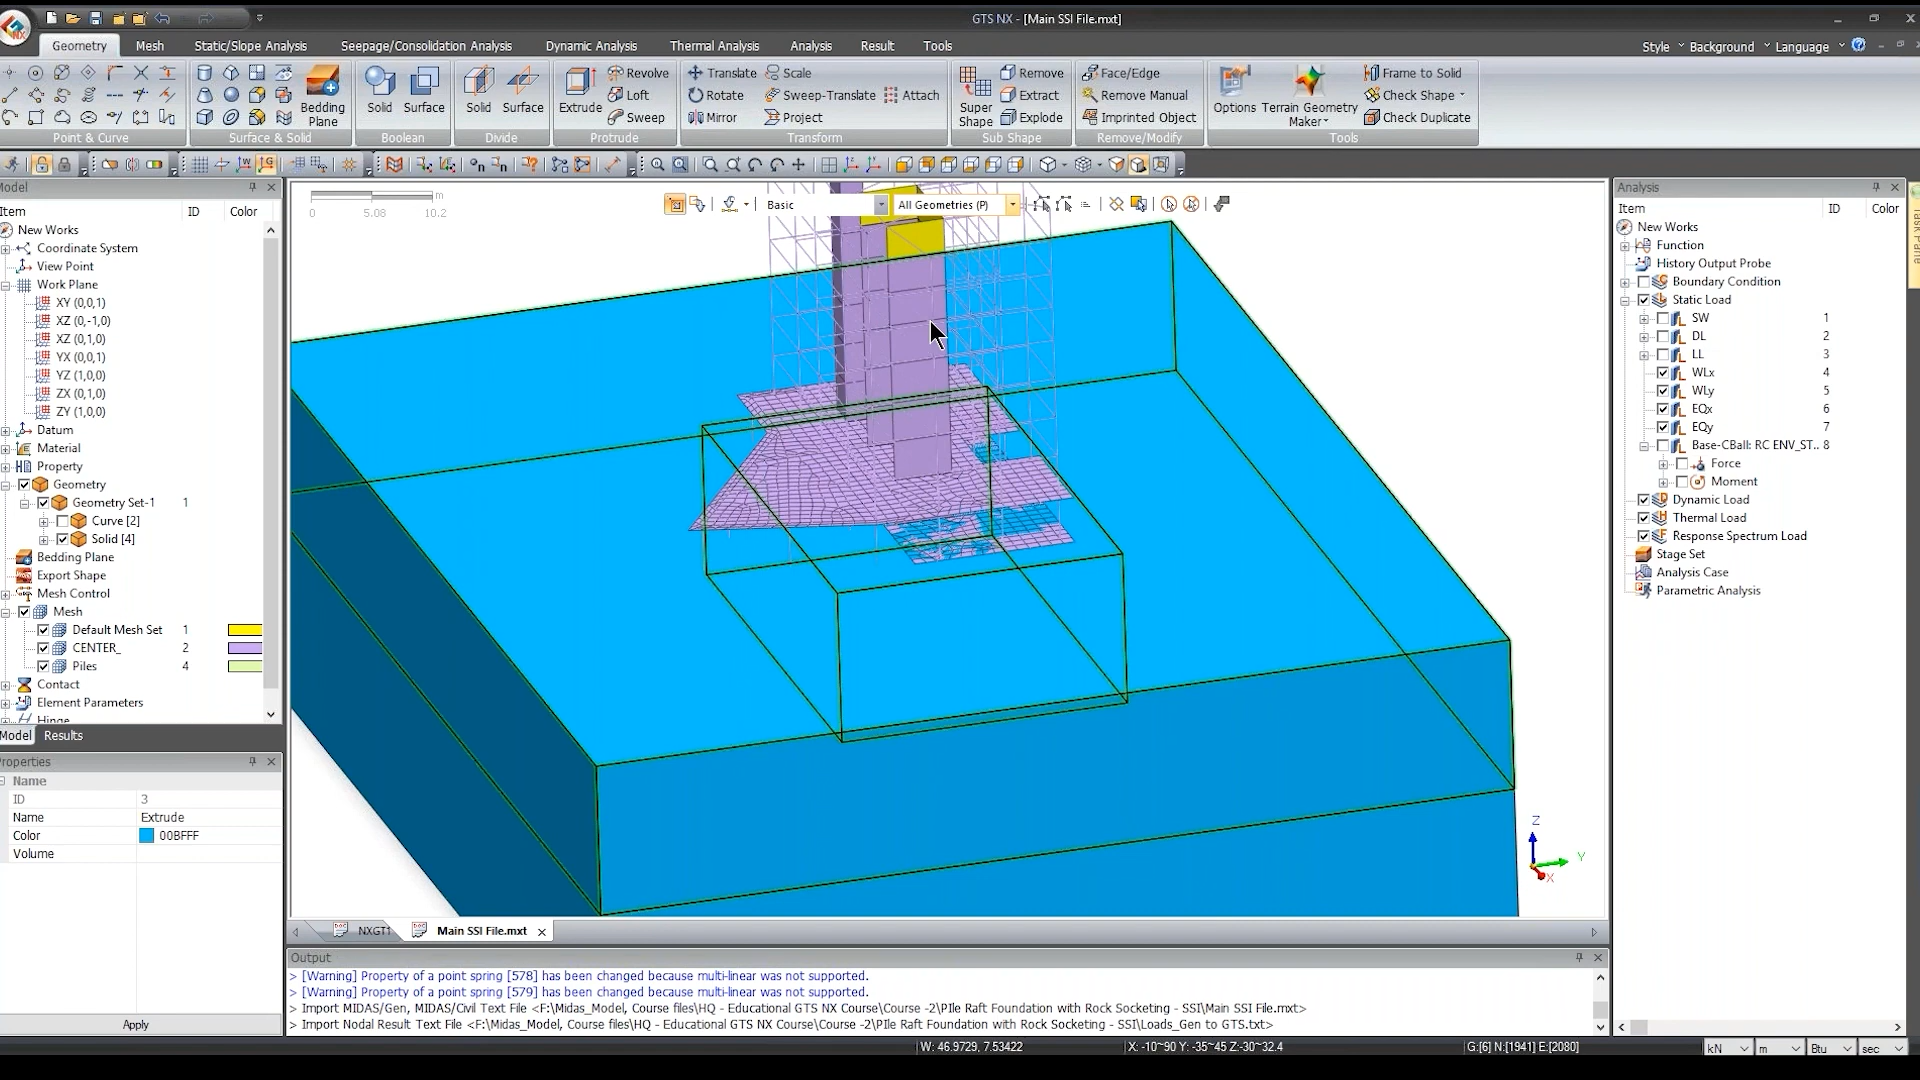 GTS NX - [Main SSI File.mxt]
Geometry Mesh Static/Slope Analysis Seepage/Consolidation Analysis Dynamic Analysis Thermal Analysis Analysis Result Tools
Style Background Language
Revolve Translate Scale Remove Face/Edge Frame to Solid
Loft Rotate Sweep-Translate Attach Extract Remove Manual Check Shape
Bedding Plane Solid Surface Solid Surface Extrude Super Shape Options Terrain Geometry Maker
Sweep Mirror Project Explode Imprinted Object Check Duplicate
Point & Curve Surface & Solid Boolean Divide Protrude Transform Sub Shape Remove/Modify Tools
Model
Item ID Color
New Works
Coordinate System
View Point
Work Plane
XY (0,0,1)
XZ (0,-1,0)
XZ (0,1,0)
YX (0,0,1)
YZ (1,0,0)
ZX (0,1,0)
ZY (1,0,0)
Datum
Material
Property
Geometry
Geometry Set-1 1
Curve [2]
Solid [4]
Bedding Plane
Export Shape
Mesh Control
Mesh
Default Mesh Set 1
CENTER_ 2
Piles 4
Contact
Element Parameters
Hinge
Model Results
Properties
Name
ID 3
Name Extrude
Color 00BFFF
Volume
Apply
m
0 5.08 10.2
Basic All Geometries (P)
Z
Y
X
NXGT1 Main SSI File.mxt
Output
> [Warning] Property of a point spring [578] has been changed because multi-linear was not supported.
> [Warning] Property of a point spring [579] has been changed because multi-linear was not supported.
> Import MIDAS/Gen, MIDAS/Civil Text File <F:\Midas_Model, Course files\HQ - Educational GTS NX Course\Course -2\PIle Raft Foundation with Rock Socketing - SSI\Main SSI File.mxt>
> Import Nodal Result Text File <F:\Midas_Model, Course files\HQ - Educational GTS NX Course\Course -2\PIle Raft Foundation with Rock Socketing - SSI\Loads_Gen to GTS.txt>
Analysis
Item ID Color
New Works
Function
History Output Probe
Boundary Condition
Static Load
SW 1
DL 2
LL 3
WLx 4
WLy 5
EQx 6
EQy 7
Base-CBall: RC ENV_ST.. 8
Force
Moment
Dynamic Load
Thermal Load
Response Spectrum Load
Stage Set
Analysis Case
Parametric Analysis
Task Pane
W: 46.9729, 7.53422 X: -10~90 Y: -35~45 Z:-30~32.4 G:[6] N:[1941] E:[2080] kN m Btu sec